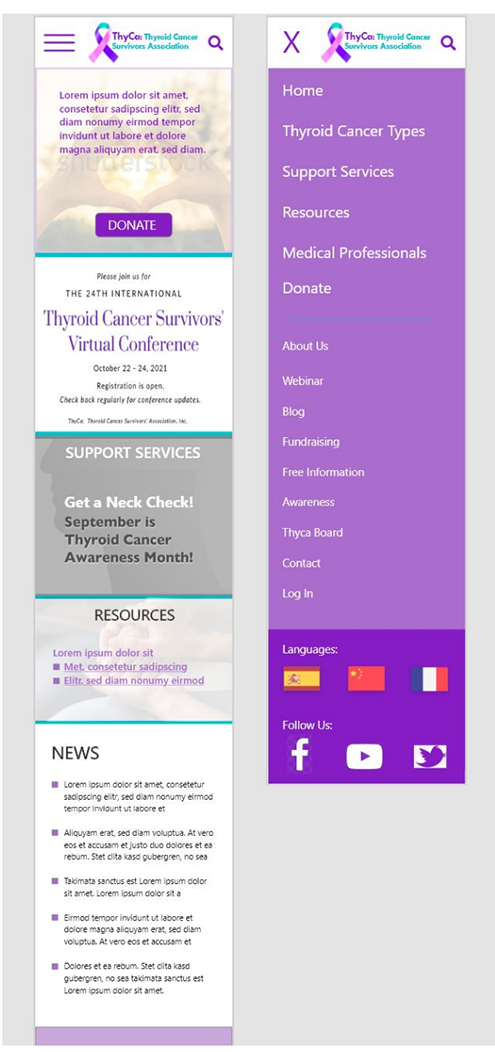 ThyCa: Thyroid Cancer
Survivors Association
Lorem ipsum dolor sit amet,
consetetur sadipscing elitr, sed
diam nonumy eirmod tempor
invidunt ut labore et dolore
magna aliquyam erat, sed diam.
shutterstock
DONATE
Please join us for
THE 24TH INTERNATIONAL
Thyroid Cancer Survivors'
Virtual Conference
October 22 - 24, 2021
Registration is open.
Check back regularly for conference updates.
ThyCa: Thyroid Cancer Survivors' Association, Inc.
SUPPORT SERVICES
Get a Neck Check!
September is
Thyroid Cancer
Awareness Month!
RESOURCES
Lorem ipsum dolor sit
Met, consetetur sadipscing
Elitr, sed diam nonumy eirmod
NEWS
Lorem ipsum dolor sit amet, consetetur
sadipscing elitr, sed diam nonumy eirmod
tempor invidunt ut labore et
Aliquyam erat, sed diam voluptua. At vero
eos et accusam et justo duo dolores et ea
rebum. Stet clita kasd gubergren, no sea
Takimata sanctus est Lorem ipsum dolor
sit amet. Lorem ipsum dolor sit a
Eirmod tempor invidunt ut labore et
dolore magna aliquyam erat, sed diam
voluptua. At vero eos et accusam et
Dolores et ea rebum. Stet clita kasd
gubergren, no sea takimata sanctus est
Lorem ipsum dolor sit amet.
X
ThyCa: Thyroid Cancer
Survivors Association
Home
Thyroid Cancer Types
Support Services
Resources
Medical Professionals
Donate
About Us
Webinar
Blog
Fundraising
Free Information
Awareness
Thyca Board
Contact
Log In
Languages:
Follow Us: